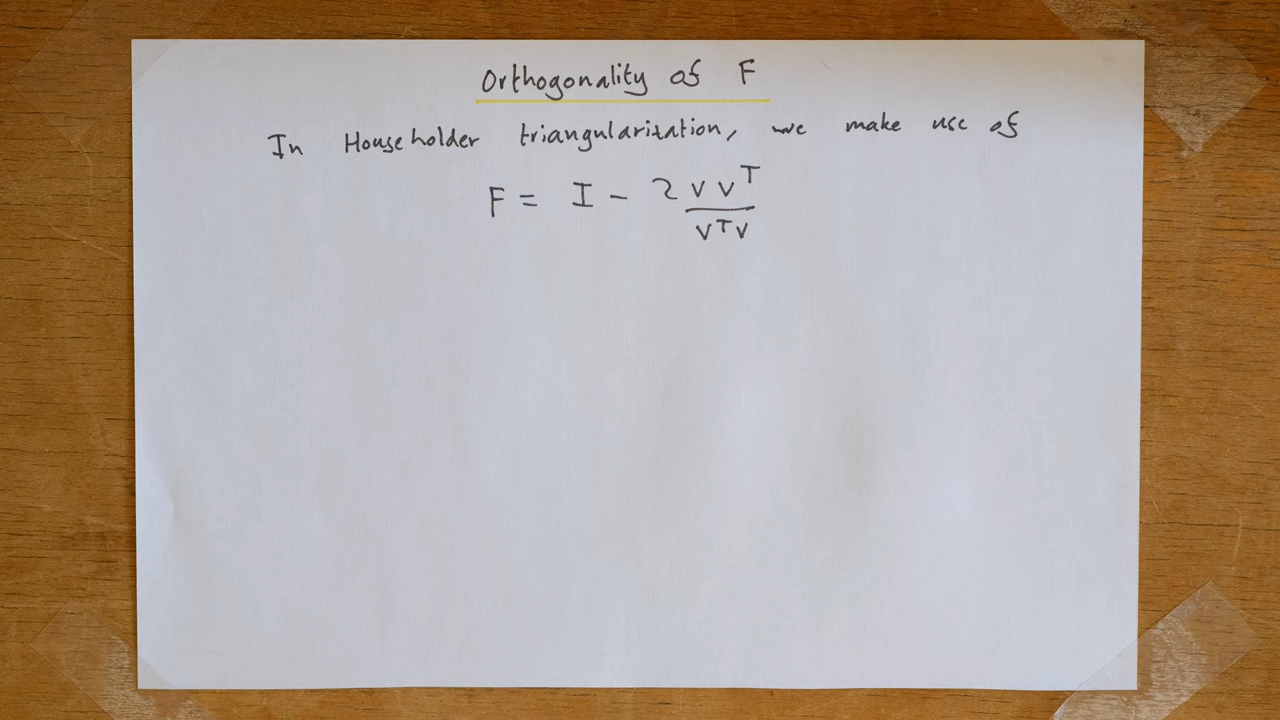 Orthogonality of F
In Householder triangularization, we make use of
F = I - 2 v v^T / v^T v